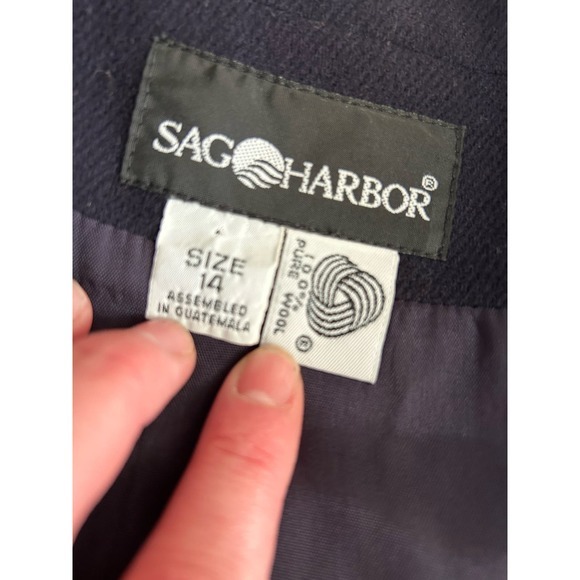 SAG HARBOR®
SIZE
14
ASSEMBLED
IN GUATEMALA
100%
PURE WOOL
®